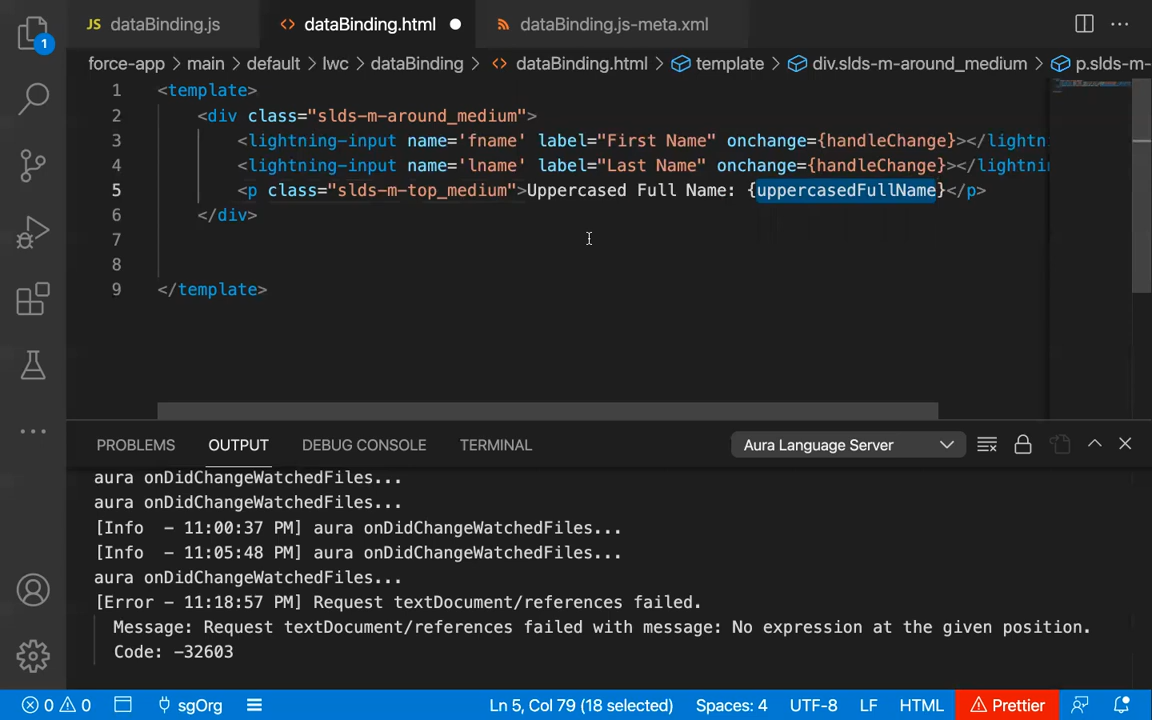 JS dataBinding.js
<> dataBinding.html ●
dataBinding.js-meta.xml
...
1
force-app > main > default > lwc > dataBinding > <> dataBinding.html > template > div.slds-m-around_medium > p.slds-m-
1 <template>
2 <div class="slds-m-around_medium">
3 <lightning-input name='fname' label="First Name" onchange={handleChange}></lightni
4 <lightning-input name='lname' label="Last Name" onchange={handleChange}></lightnin
5 <p class="slds-m-top_medium">Uppercased Full Name: {uppercasedFullName}</p>
6 </div>
7
8
9 </template>
PROBLEMS OUTPUT DEBUG CONSOLE TERMINAL Aura Language Server
aura onDidChangeWatchedFiles...
aura onDidChangeWatchedFiles...
[Info - 11:00:37 PM] aura onDidChangeWatchedFiles...
[Info - 11:05:48 PM] aura onDidChangeWatchedFiles...
aura onDidChangeWatchedFiles...
[Error - 11:18:57 PM] Request textDocument/references failed.
Message: Request textDocument/references failed with message: No expression at the given position.
Code: -32603
0 0 sgOrg Ln 5, Col 79 (18 selected) Spaces: 4 UTF-8 LF HTML Prettier